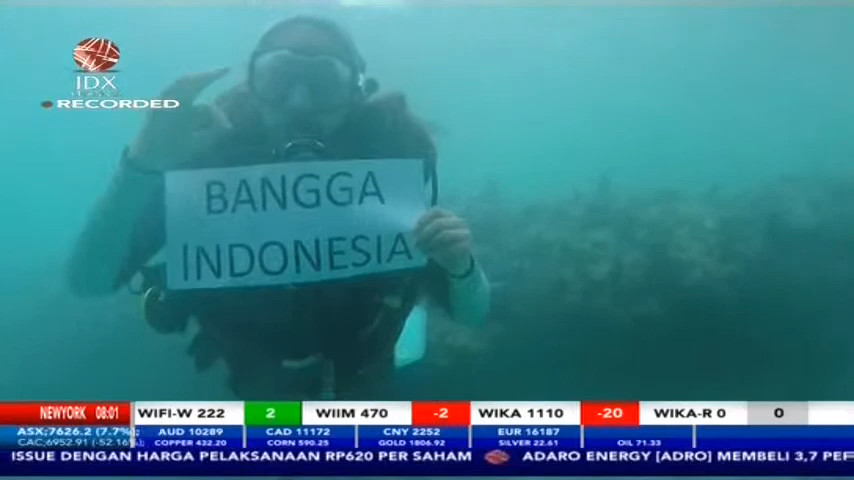 IDX
RECORDED
BANGGA
INDONESIA
NEWYORK 08:01 WIFI-W 222 2 WIIM 470 -2 WIKA 1110 -20 WIKA-R 0 0
ASX;7626.2 (7.7%) AUD 10289 CAD 11172 CNY 2252 EUR 16187
CAC;6952.91 (-52.16%) COPPER 432.20 CORN 590.25 GOLD 1806.92 SILVER 22.61 OIL 71.33
ISSUE DENGAN HARGA PELAKSANAAN RP620 PER SAHAM ADARO ENERGY [ADRO] MEMBELI 3,7